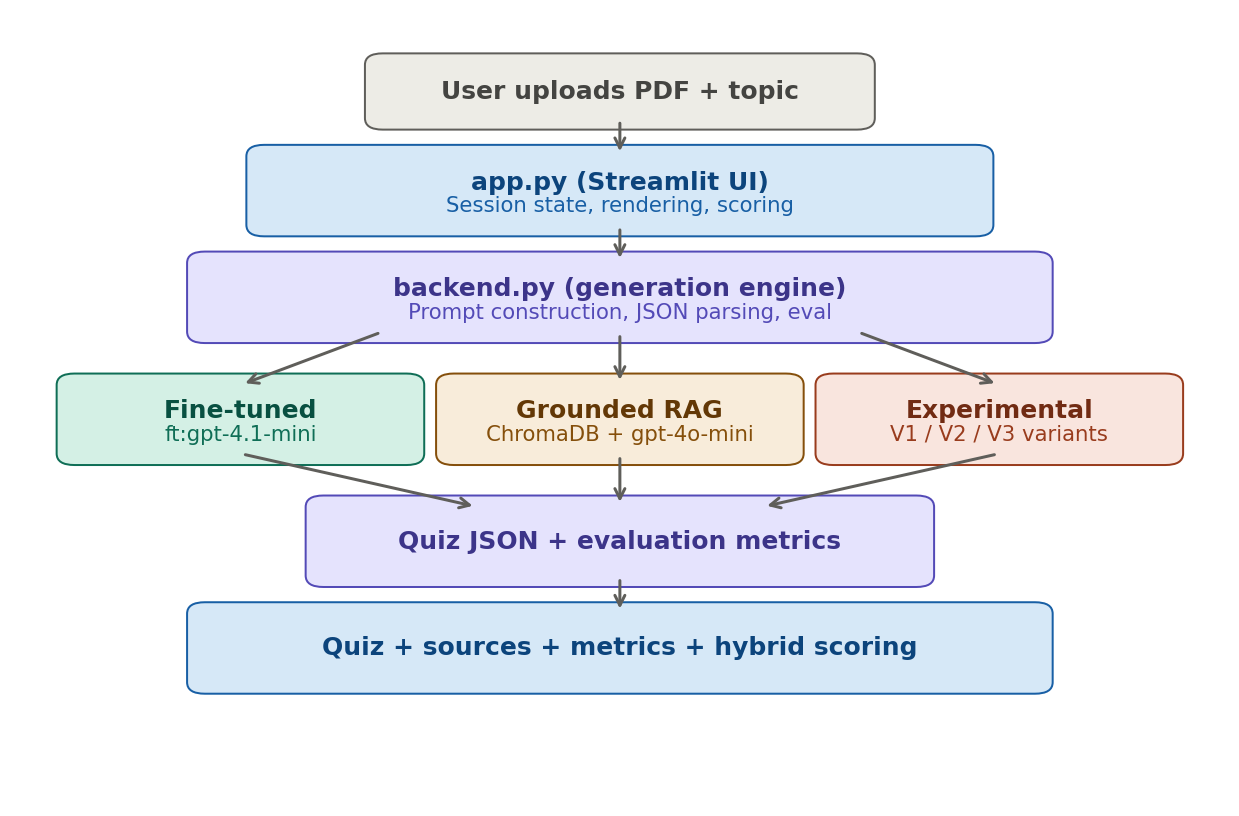 User uploads PDF + topic
app.py (Streamlit UI)
Session state, rendering, scoring
backend.py (generation engine)
Prompt construction, JSON parsing, eval
Fine-tuned
ft:gpt-4.1-mini
Grounded RAG
ChromaDB + gpt-4o-mini
Experimental
V1 / V2 / V3 variants
Quiz JSON + evaluation metrics
Quiz + sources + metrics + hybrid scoring